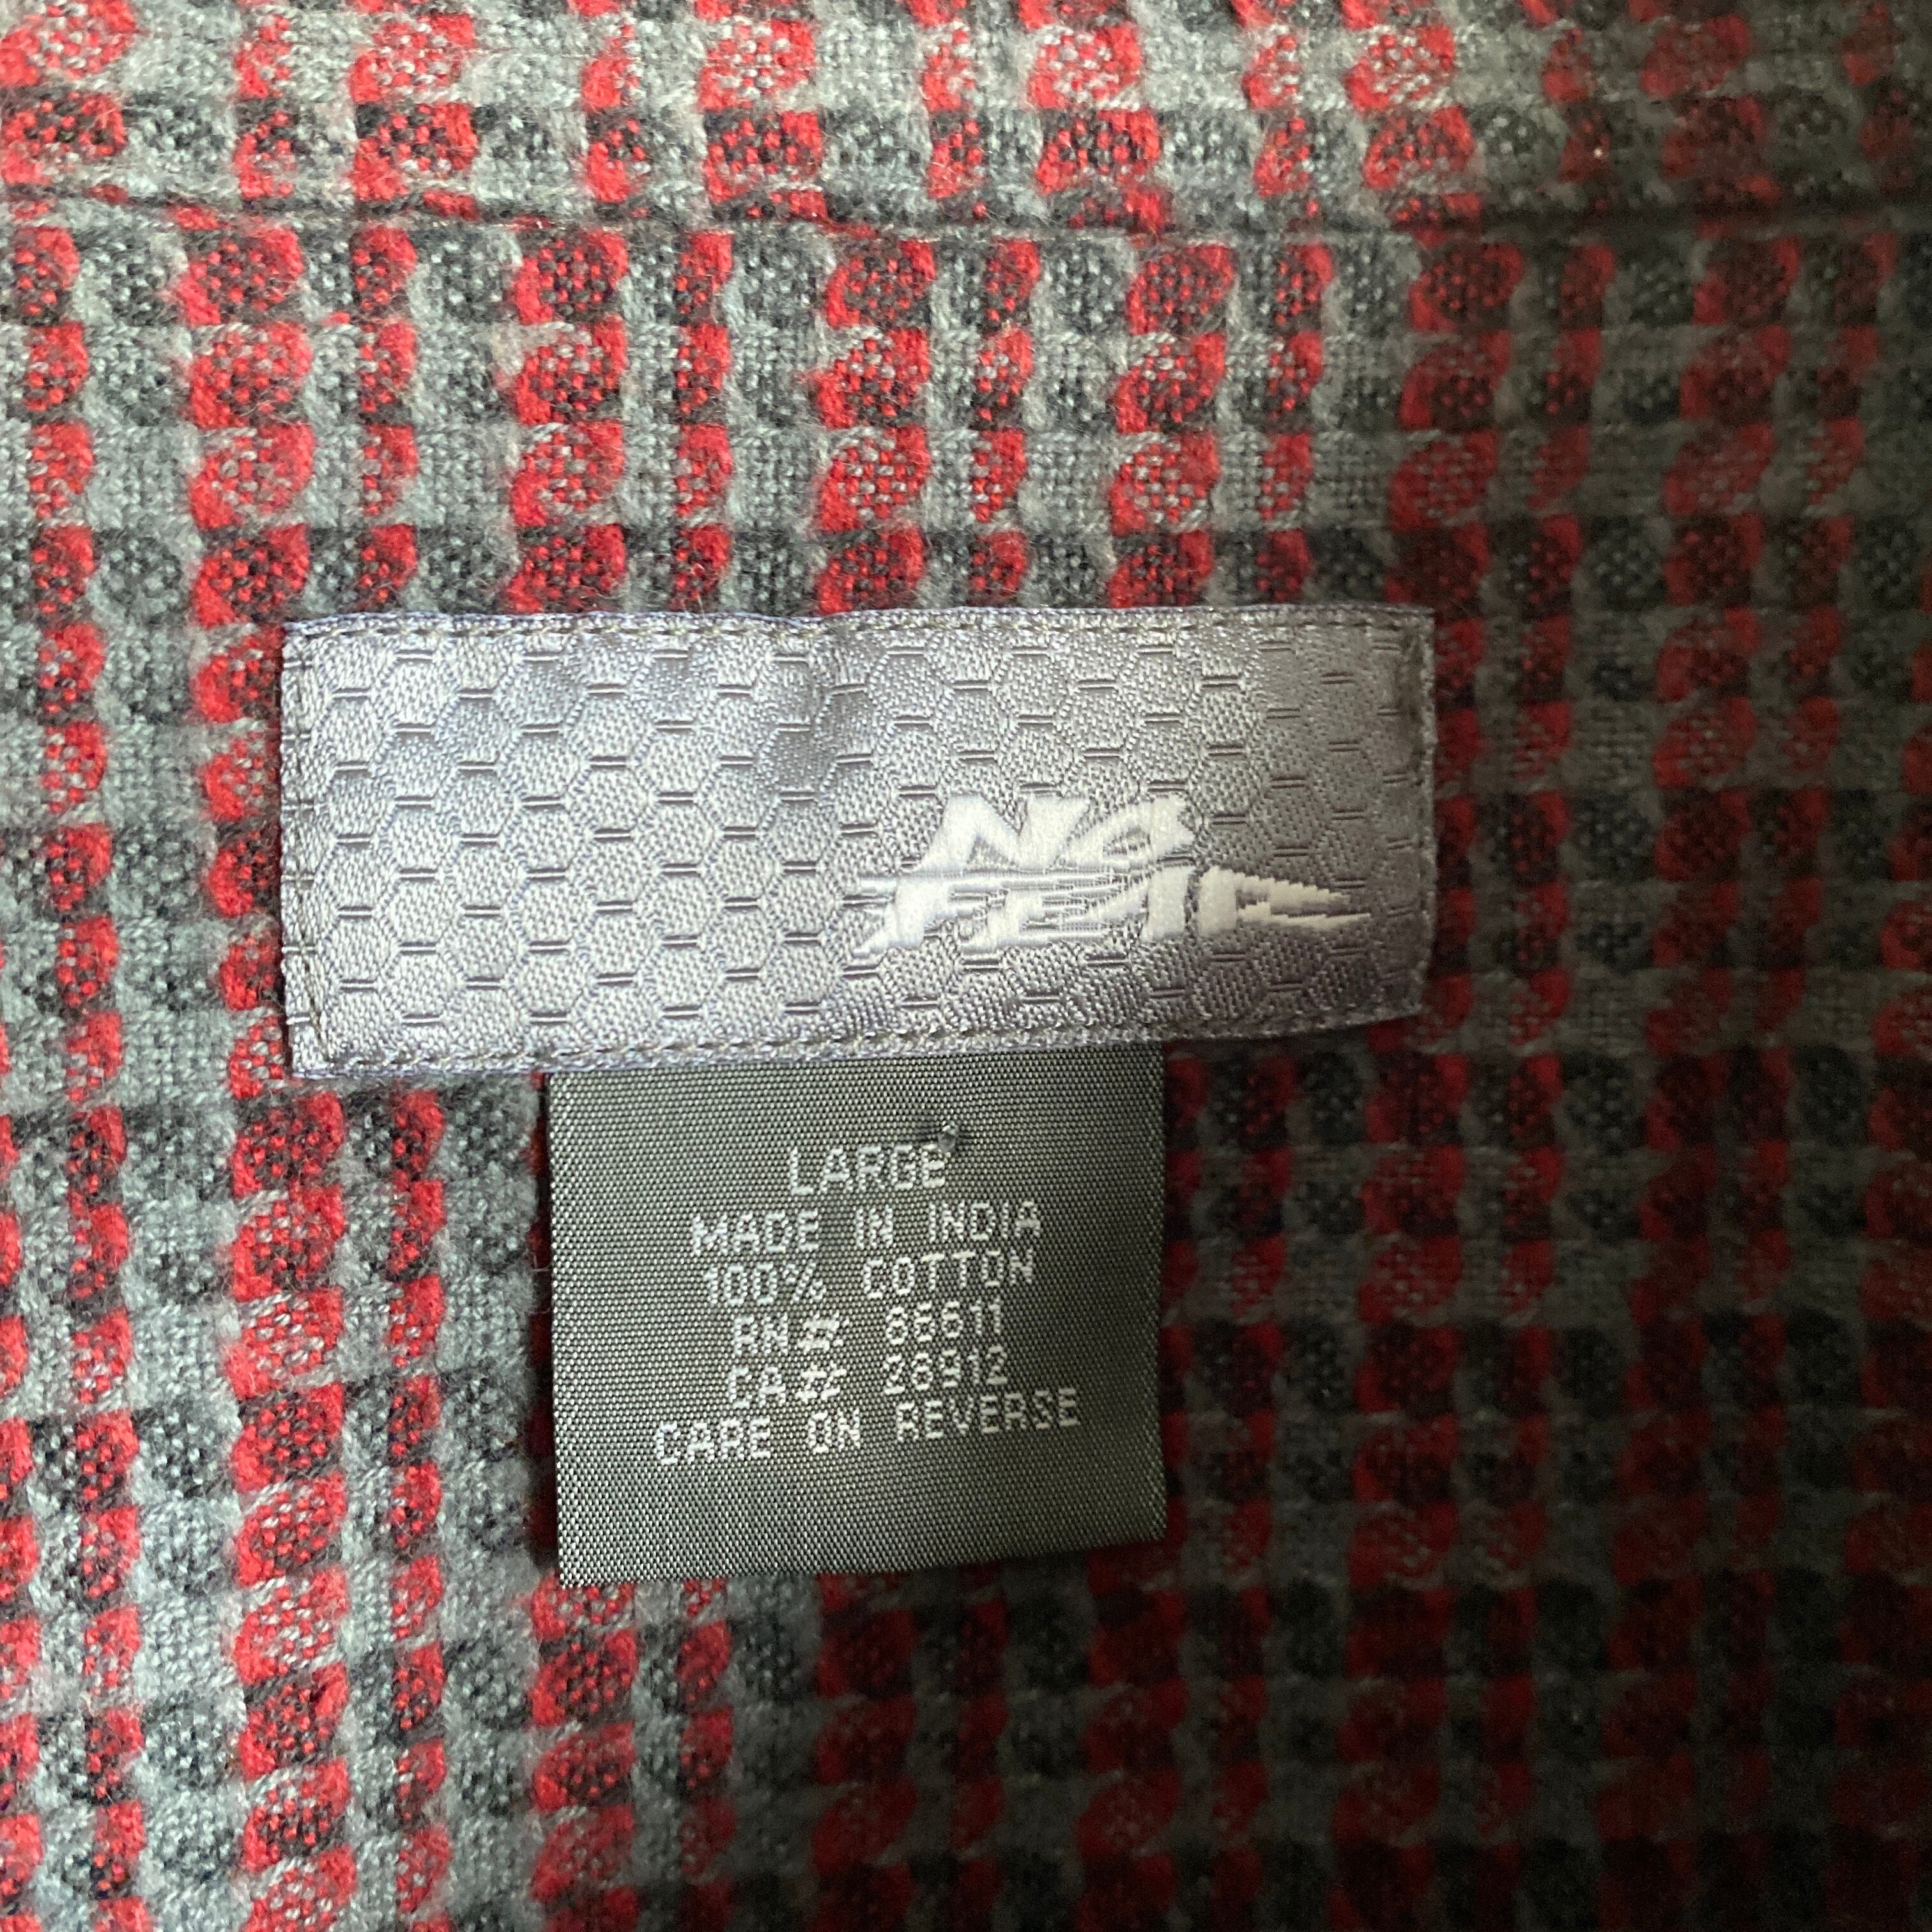 NO
FEAR
LARGE
MADE IN INDIA
100% COTTON
RN# 86611
CA# 28912
CARE ON REVERSE